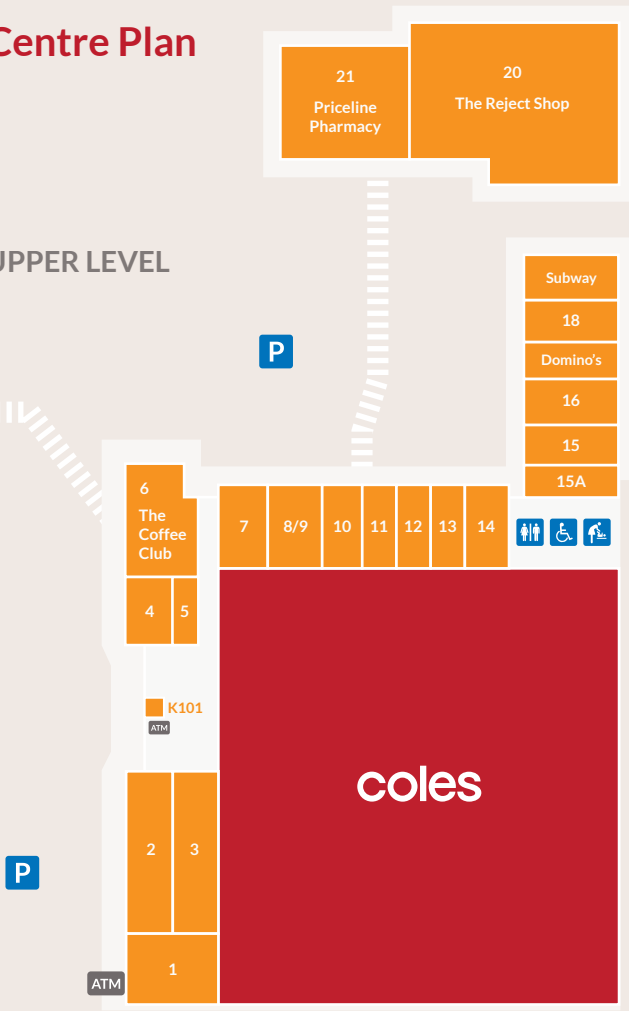 Centre Plan
21
Priceline
Pharmacy
20
The Reject Shop
UPPER LEVEL
Subway
18
P
Domino's
16
15
15A
6
The
Coffee
Club
7
8/9
10
11
12
13
14
4
5
K101
ATM
coles
2
3
P
1
ATM